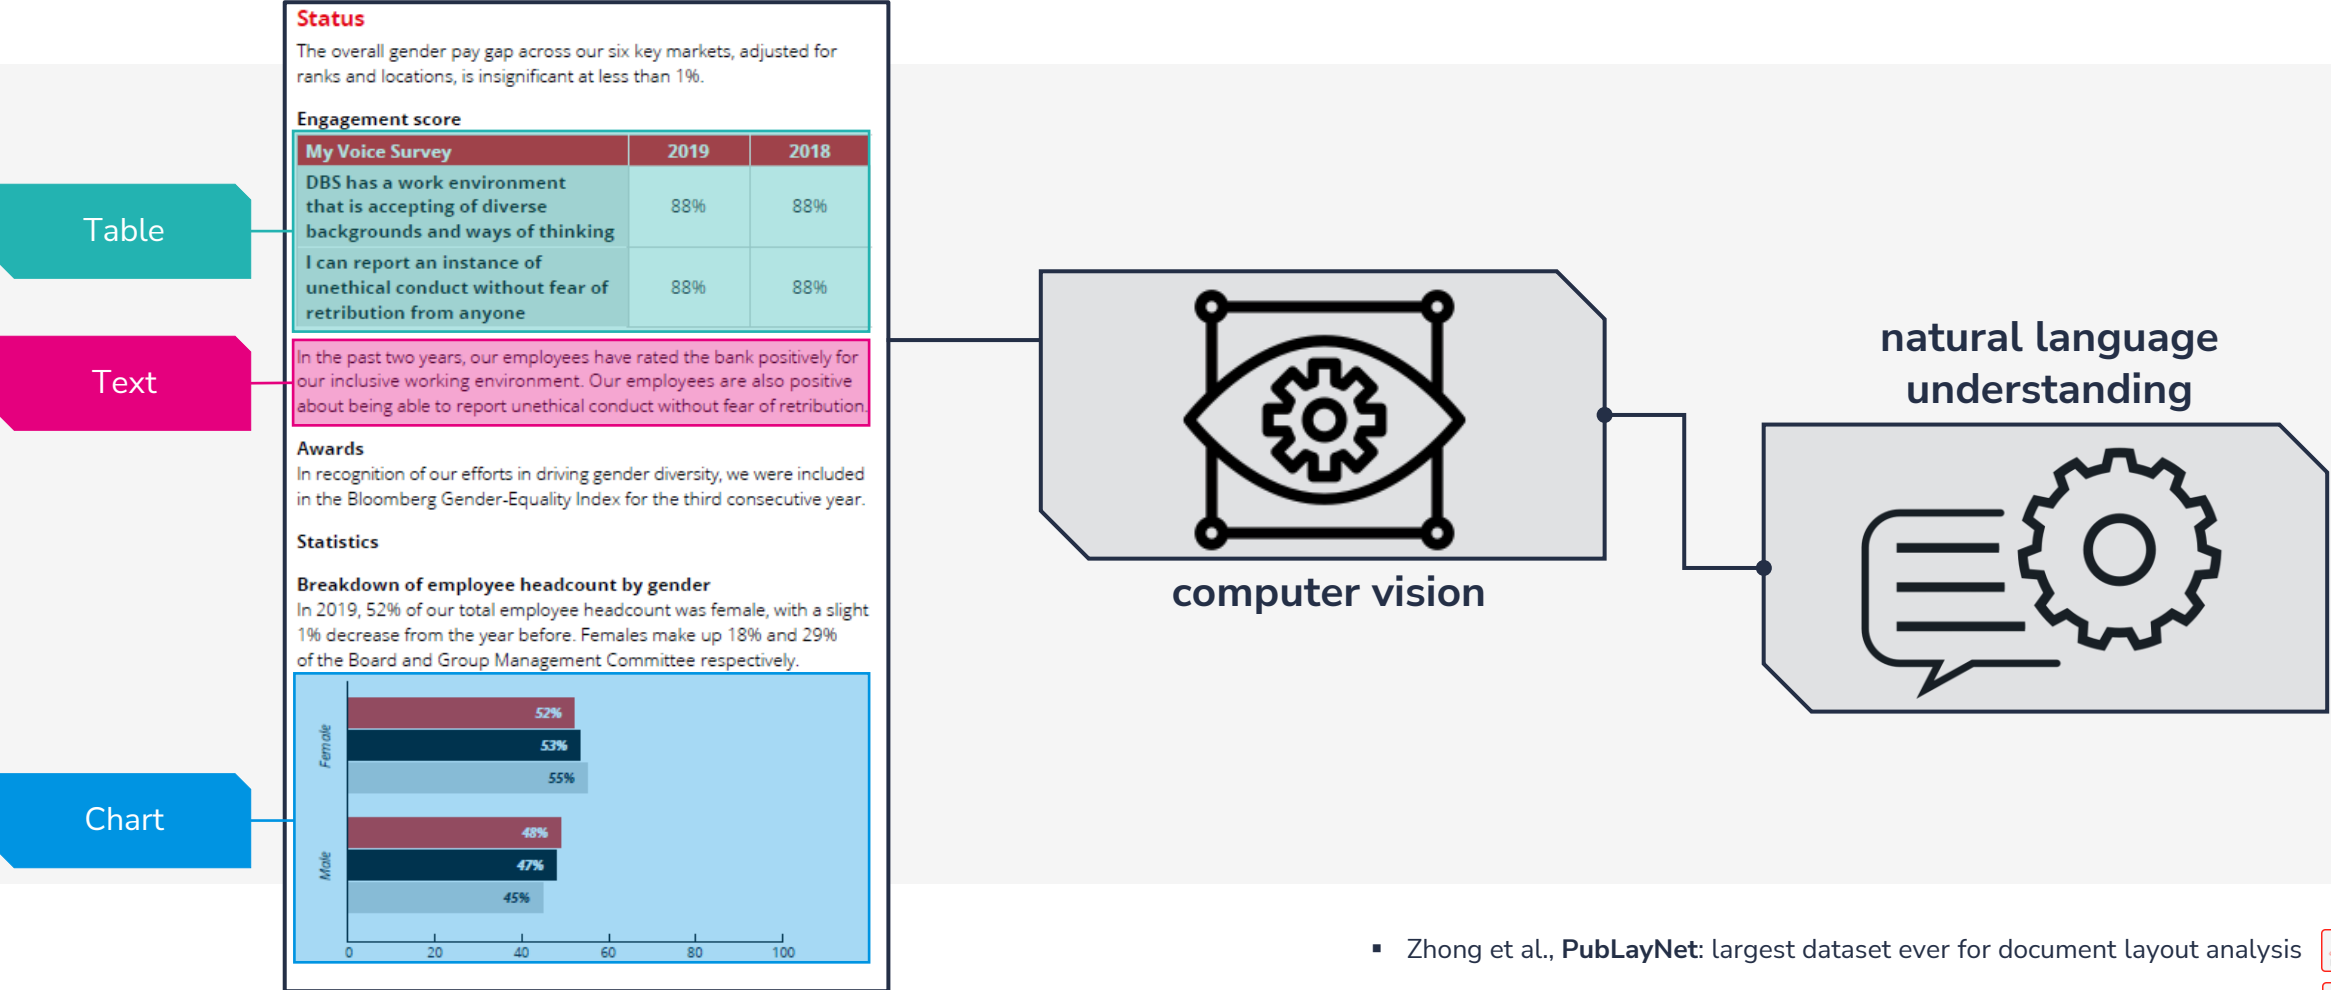 Status
The overall gender pay gap across our six key markets, adjusted for
ranks and locations, is insignificant at less than 1%.
Engagement score
My Voice Survey 2019 2018
DBS has a work environment
that is accepting of diverse
backgrounds and ways of thinking
88% 88%
I can report an instance of
unethical conduct without fear of
retribution from anyone
88% 88%
Table
In the past two years, our employees have rated the bank positively for
our inclusive working environment. Our employees are also positive
about being able to report unethical conduct without fear of retribution.
Text
Awards
In recognition of our efforts in driving gender diversity, we were included
in the Bloomberg Gender-Equality Index for the third consecutive year.
Statistics
Breakdown of employee headcount by gender
In 2019, 52% of our total employee headcount was female, with a slight
1% decrease from the year before. Females make up 18% and 29%
of the Board and Group Management Committee respectively.
Chart
Female
52%
53%
55%
Male
48%
47%
45%
0 20 40 60 80 100
computer vision
natural language
understanding
▪ Zhong et al., PubLayNet: largest dataset ever for document layout analysis